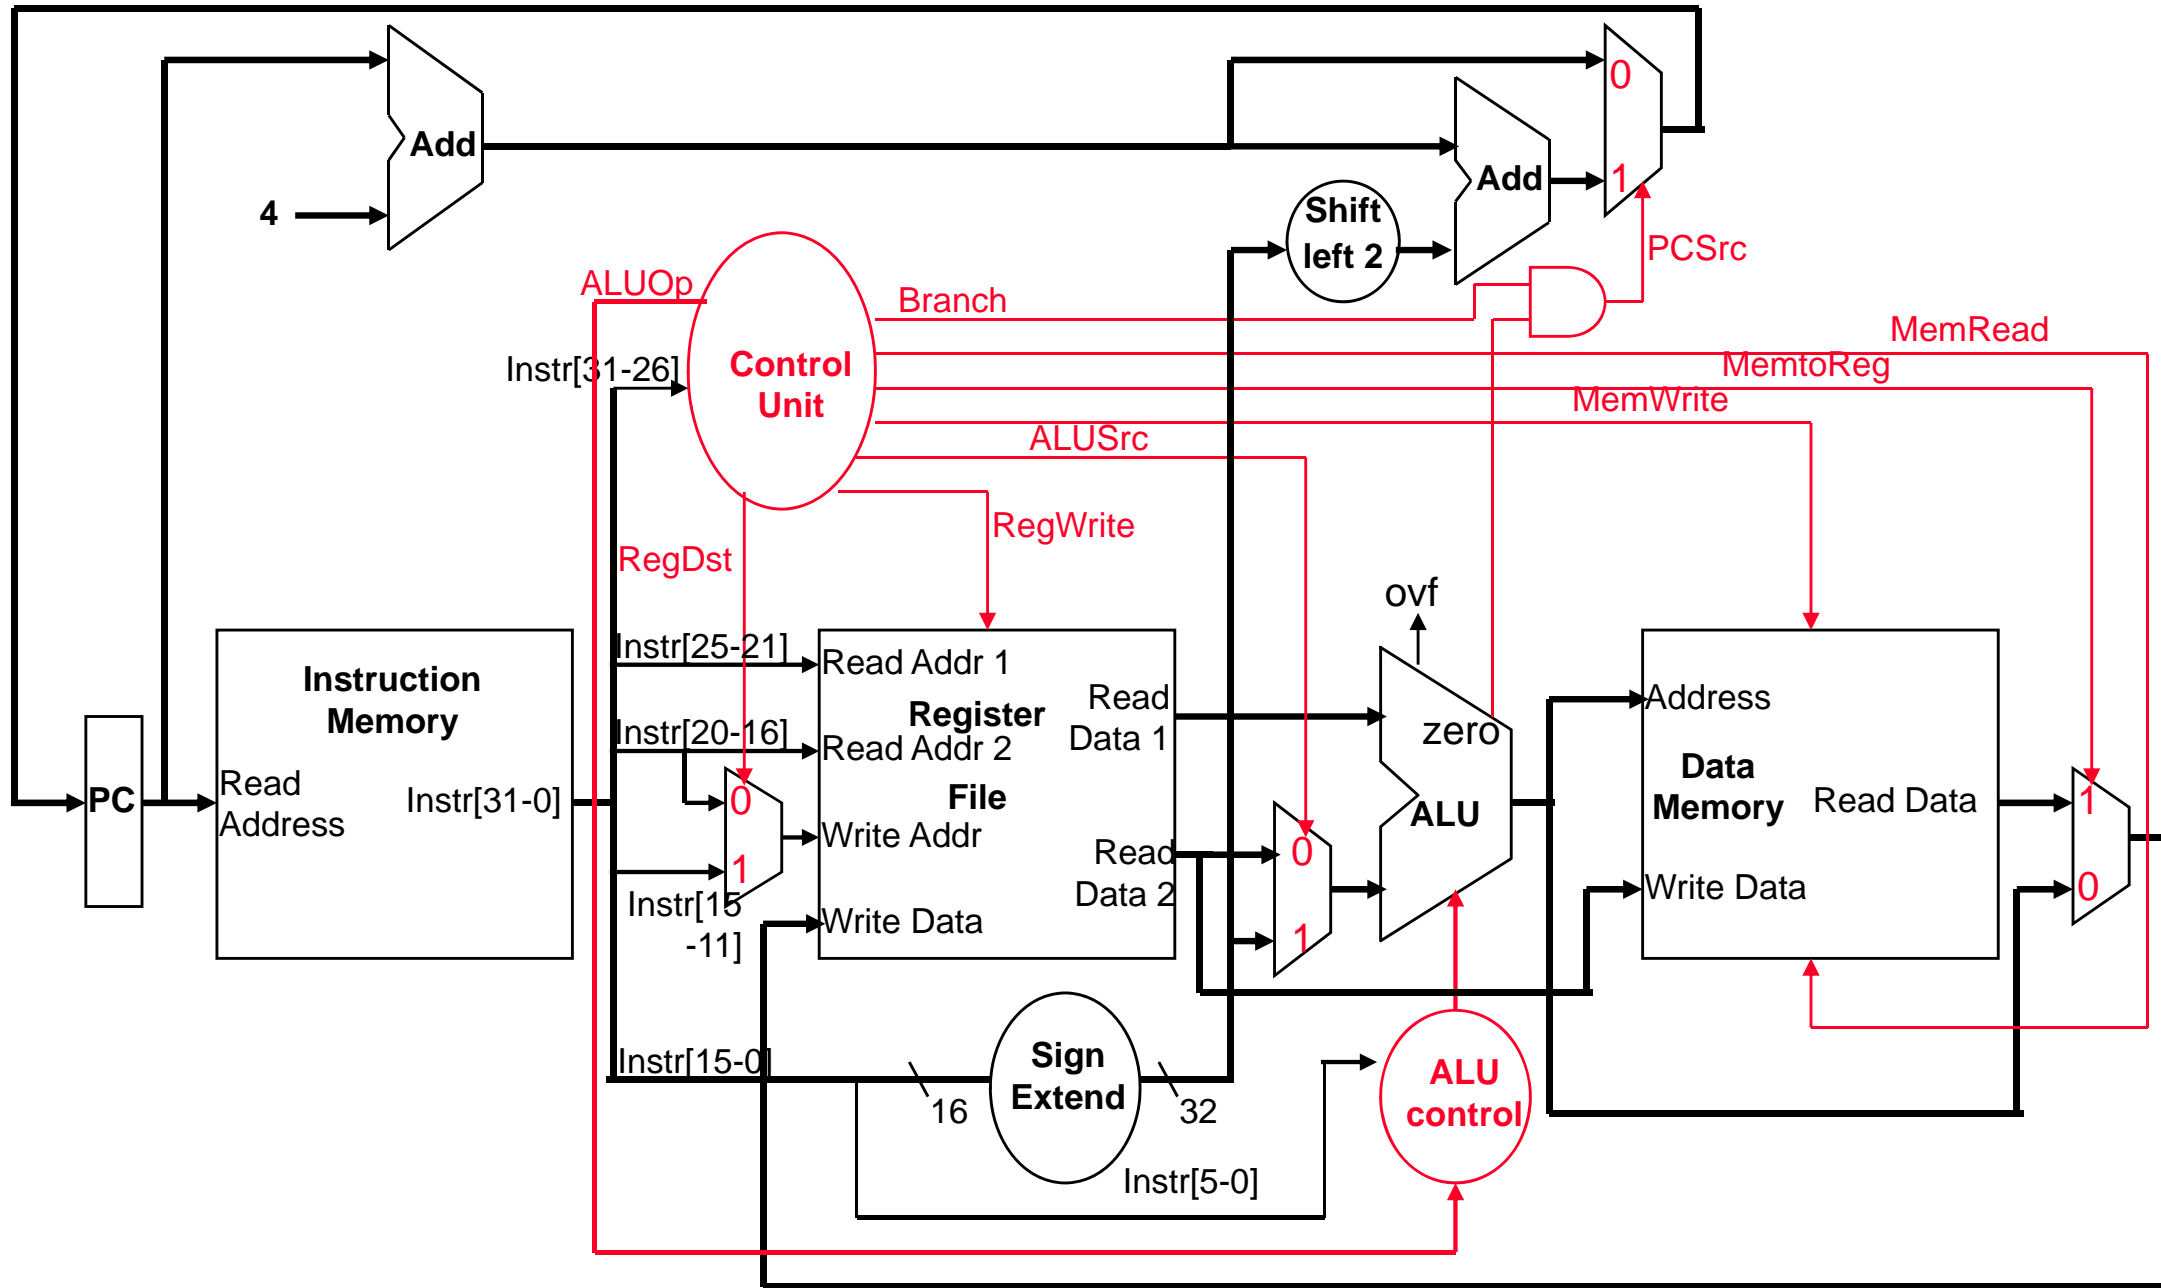 0
Add
Add
1
4
Shift
left 2
PCSrc
ALUOp
Branch
MemRead
Instr[31-26]
Control
Unit
MemtoReg
MemWrite
ALUSrc
RegWrite
RegDst
ovf
Instr[25-21]
Read Addr 1
Instruction
Memory
Register
Read
Data 1
Address
Instr[20-16]
Read Addr 2
zero
PC
Read
Address
Instr[31-0]
0
File
Data
Memory
Read Data
1
Write Addr
ALU
1
Read
Data 2
0
Write Data
0
Instr[15
-11]
Write Data
1
Instr[15-0]
Sign
Extend
16
32
ALU
control
Instr[5-0]